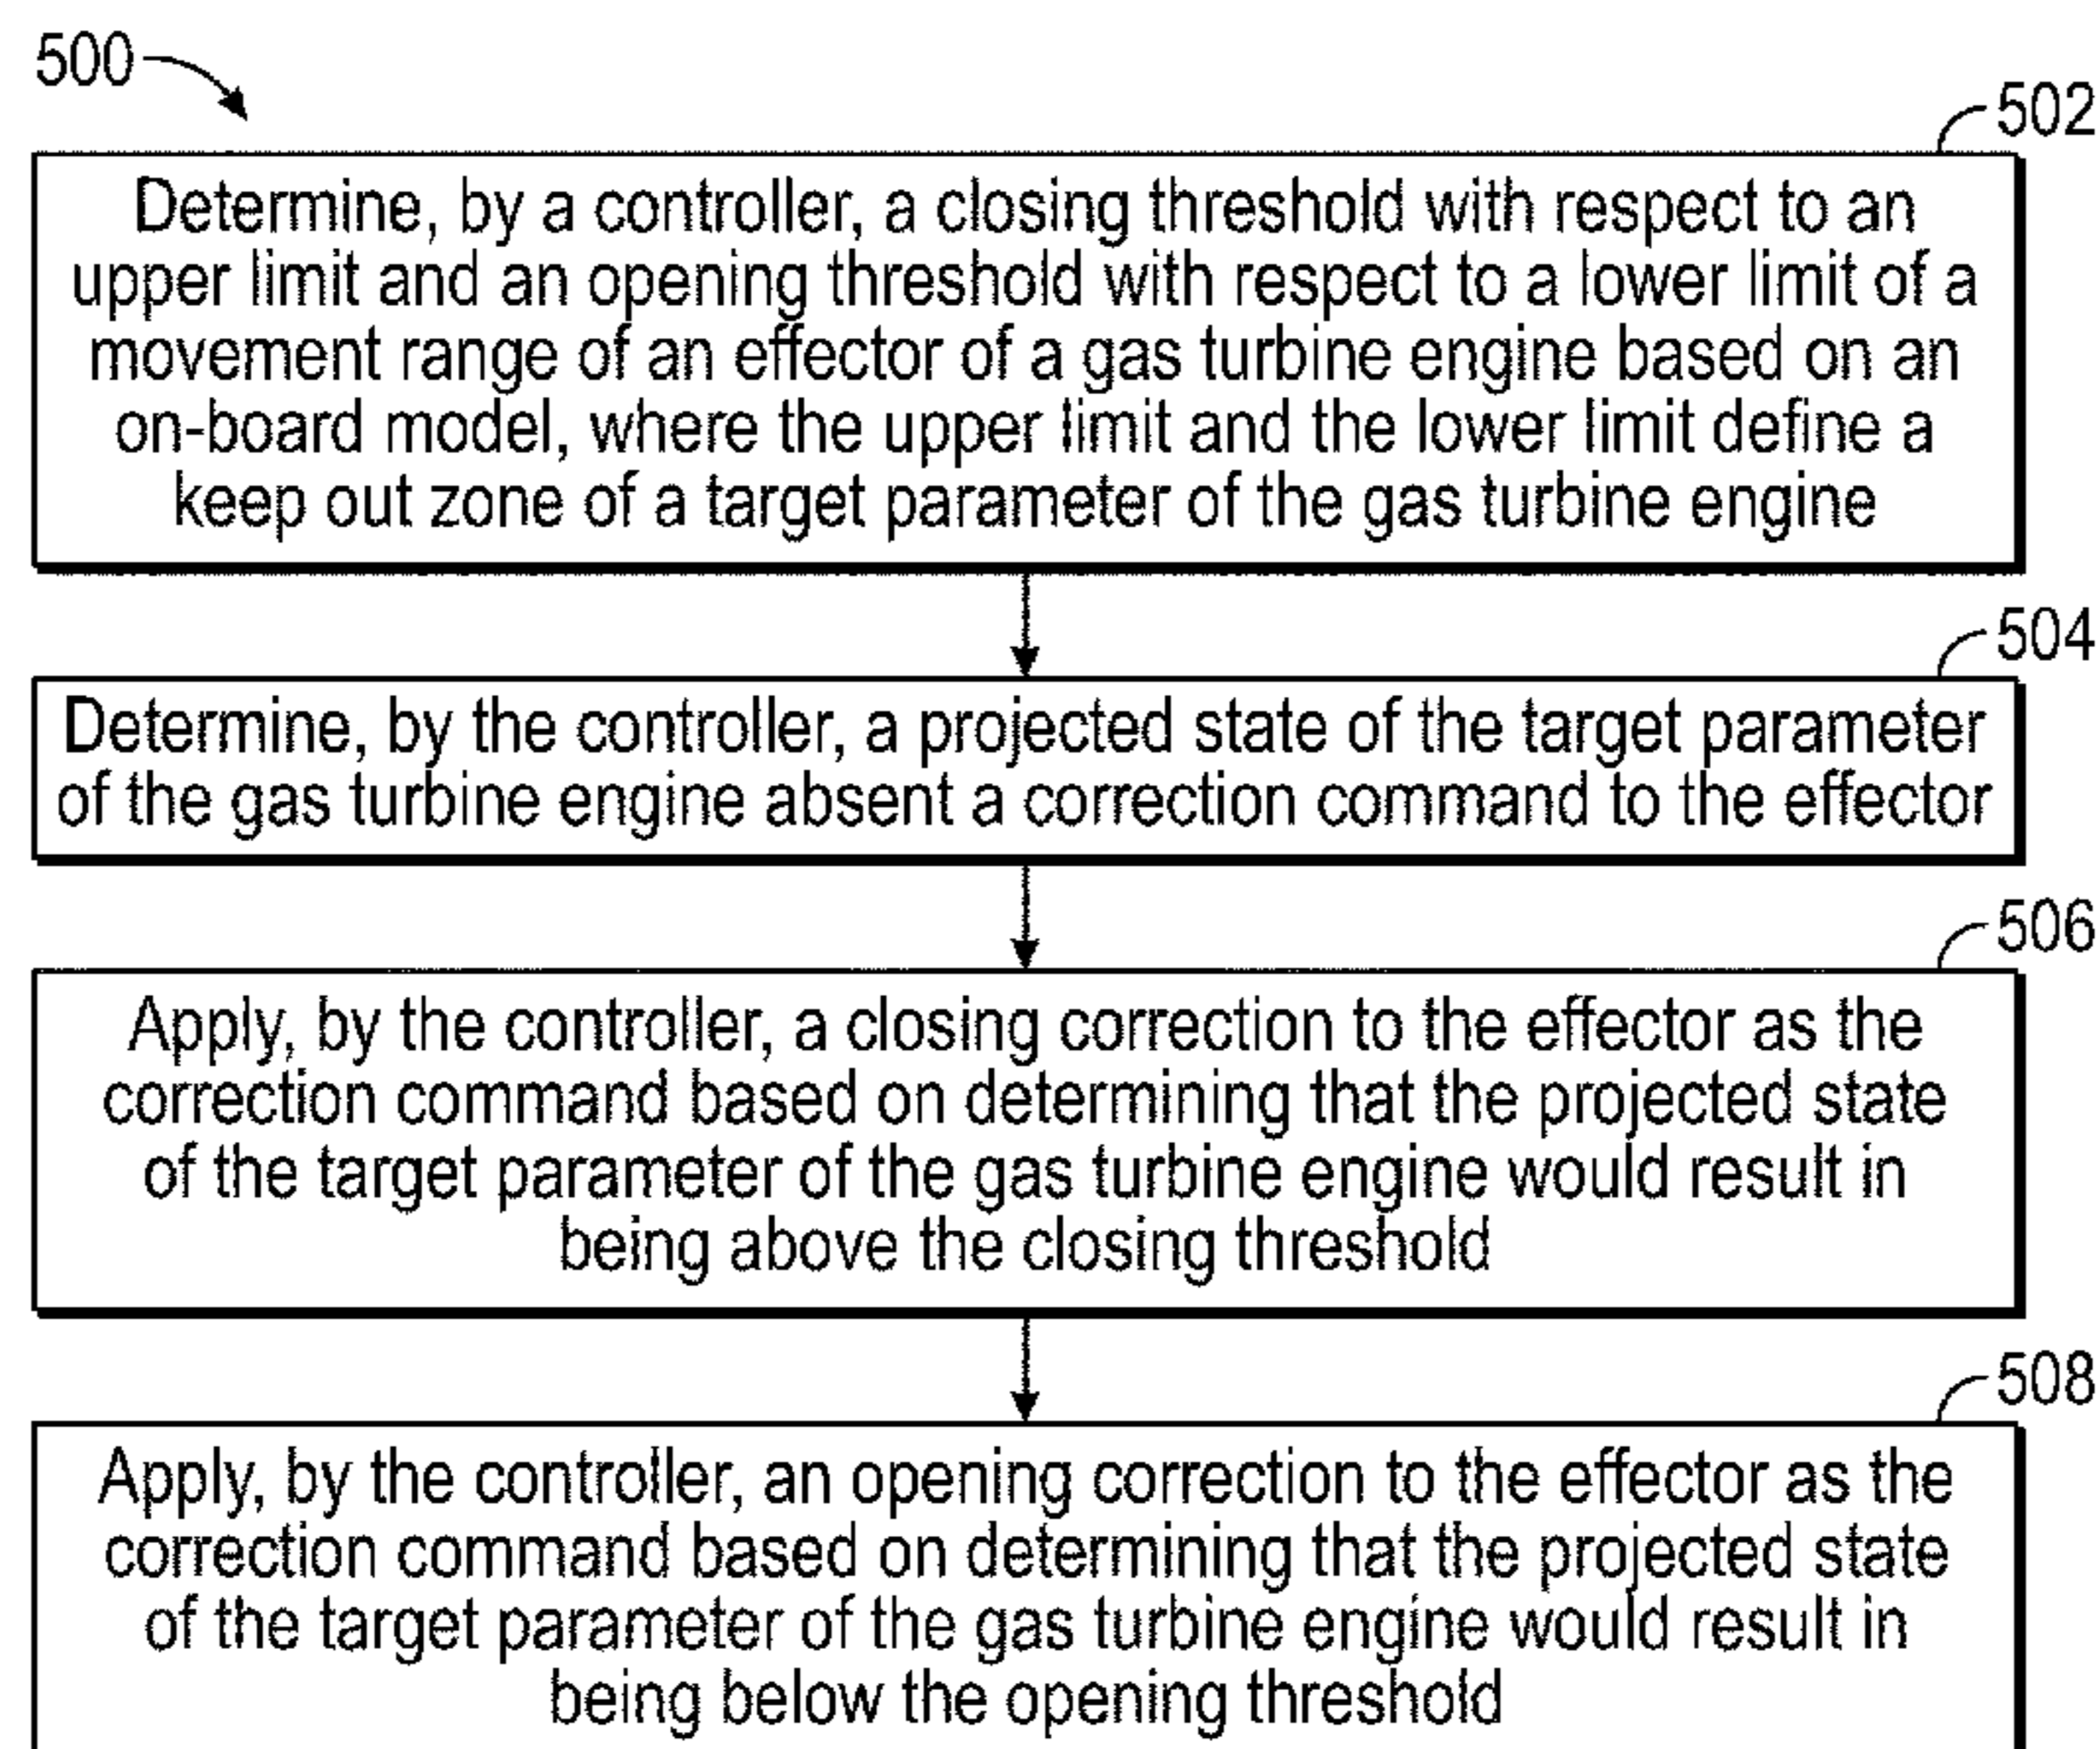 500
502
Determine, by a controller, a closing threshold with respect to an
upper limit and an opening threshold with respect to a lower limit of a
movement range of an effector of a gas turbine engine based on an
on-board model, where the upper limit and the lower limit define a
keep out zone of a target parameter of the gas turbine engine
504
Determine, by the controller, a projected state of the target parameter
of the gas turbine engine absent a correction command to the effector
506
Apply, by the controller, a closing correction to the effector as the
correction command based on determining that the projected state
of the target parameter of the gas turbine engine would result in
being above the closing threshold
508
Apply, by the controller, an opening correction to the effector as the
correction command based on determining that the projected state
of the target parameter of the gas turbine engine would result in
being below the opening threshold